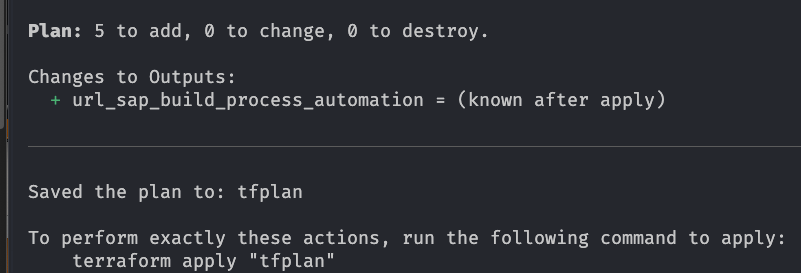 Plan: 5 to add, 0 to change, 0 to destroy.
Changes to Outputs:
+ url_sap_build_process_automation = (known after apply)
Saved the plan to: tfplan
To perform exactly these actions, run the following command to apply:
terraform apply "tfplan"